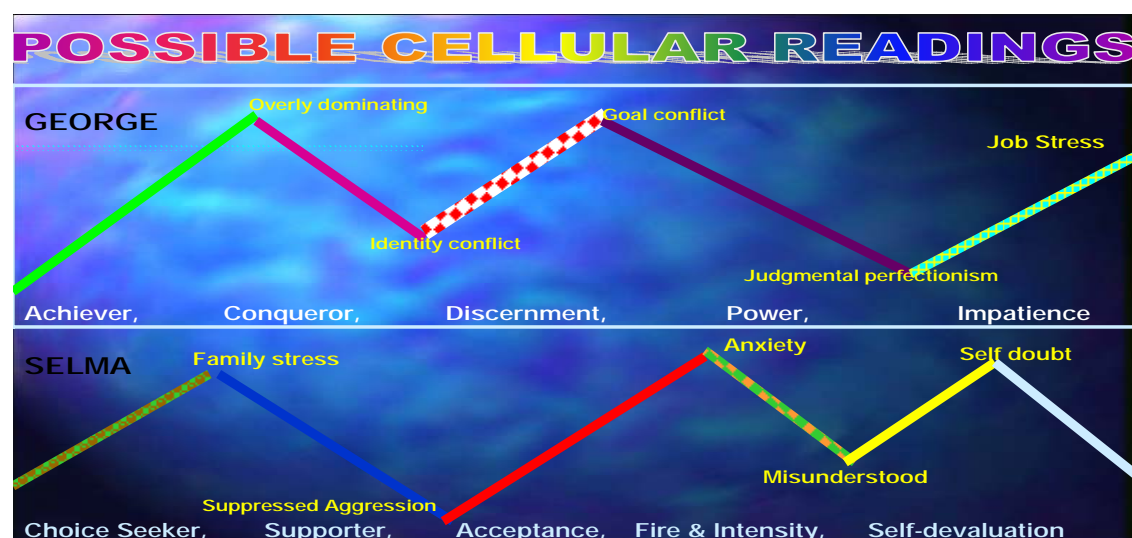 POSSIBLE CELLULAR READINGS
GEORGE
Overly dominating
Goal conflict
Job Stress
Identity conflict
Judgmental perfectionism
Achiever, Conqueror, Discernment, Power, Impatience
SELMA
Family stress
Anxiety
Self doubt
Misunderstood
Suppressed Aggression
Choice Seeker, Supporter, Acceptance, Fire & Intensity, Self-devaluation